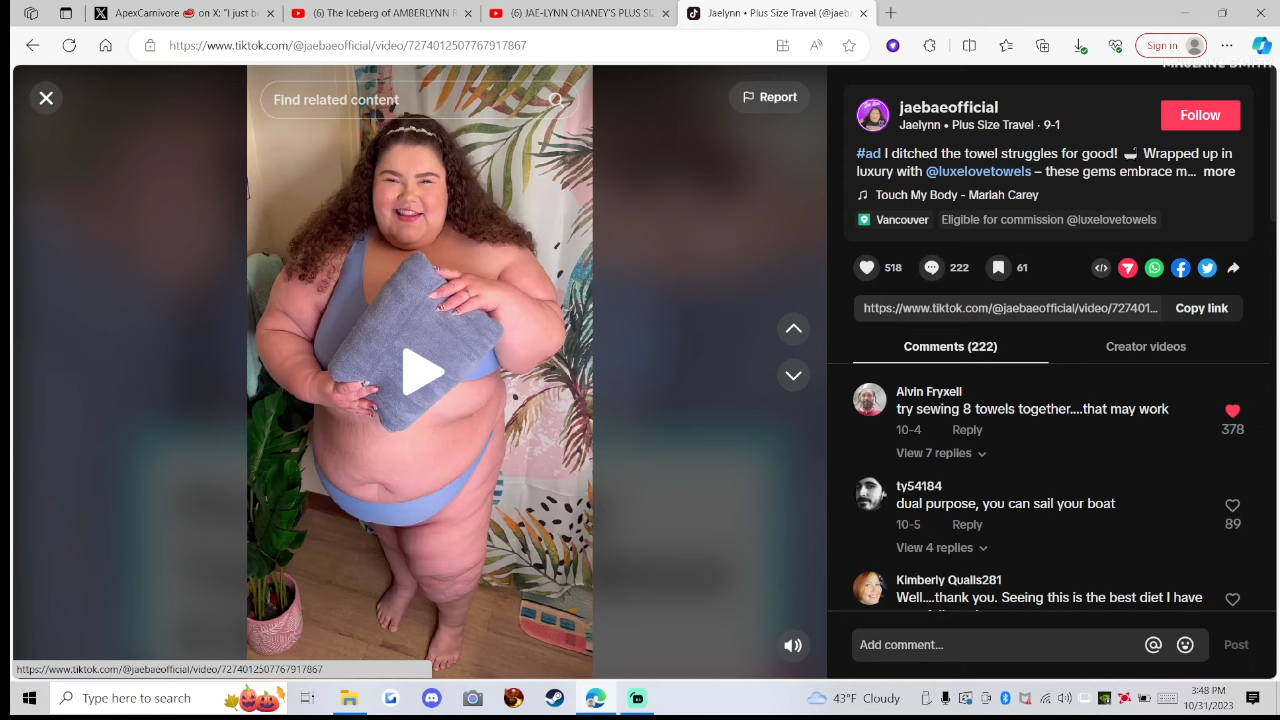 ApexCarnivore 🥩 on X: "I just be
(6) The Iceberg of AMBERLYNN R
(6) JAE-LYNN CHANEY'S PLUS SIZ
Jaelynn • Plus Size Travel (@jaeb
https://www.tiktok.com/@jaebaeofficial/video/7274012507767917867
Sign in
Find related content
Report
jaebaeofficial
Jaelynn • Plus Size Travel · 9-1
Follow
#ad I ditched the towel struggles for good! 🛁 Wrapped up in
luxury with @luxelovetowels – these gems embrace m... more
Touch My Body - Mariah Carey
Vancouver
Eligible for commission @luxelovetowels
518
222
61
https://www.tiktok.com/@jaebaeofficial/video/727401...
Copy link
Comments (222)
Creator videos
Alvin Fryxell
try sewing 8 towels together....that may work
378
10-4 Reply
View 7 replies
ty54184
dual purpose, you can sail your boat
89
10-5 Reply
View 4 replies
Kimberly Qualls281
Well....thank you. Seeing this is the best diet I have
Add comment...
Post
https://www.tiktok.com/@jaebaeofficial/video/7274012507767917867
Type here to search
43°F Cloudy
3:48 PM
10/31/2023